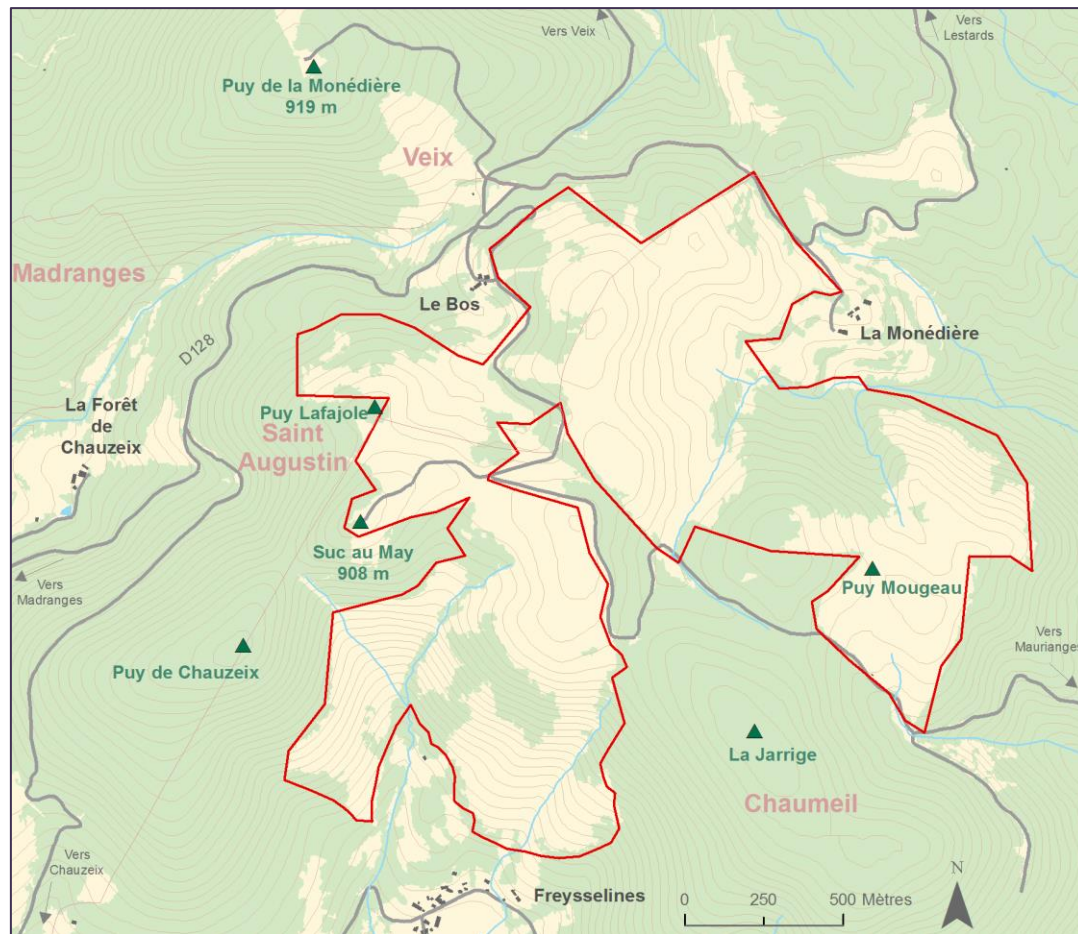 Vers Veix
Vers
Lestards
Puy de la Monédière
919 m
Veix
Madranges
Le Bos
La Monédière
D128
La Forêt
de
Chauzeix
Puy Lafajole
Saint
Augustin
Suc au May
908 m
Vers
Madranges
Puy Mougeau
Vers
Maurianges
Puy de Chauzeix
La Jarrige
Chaumeil
Vers
Chauzeix
Freysselines
0 250 500 Mètres
N